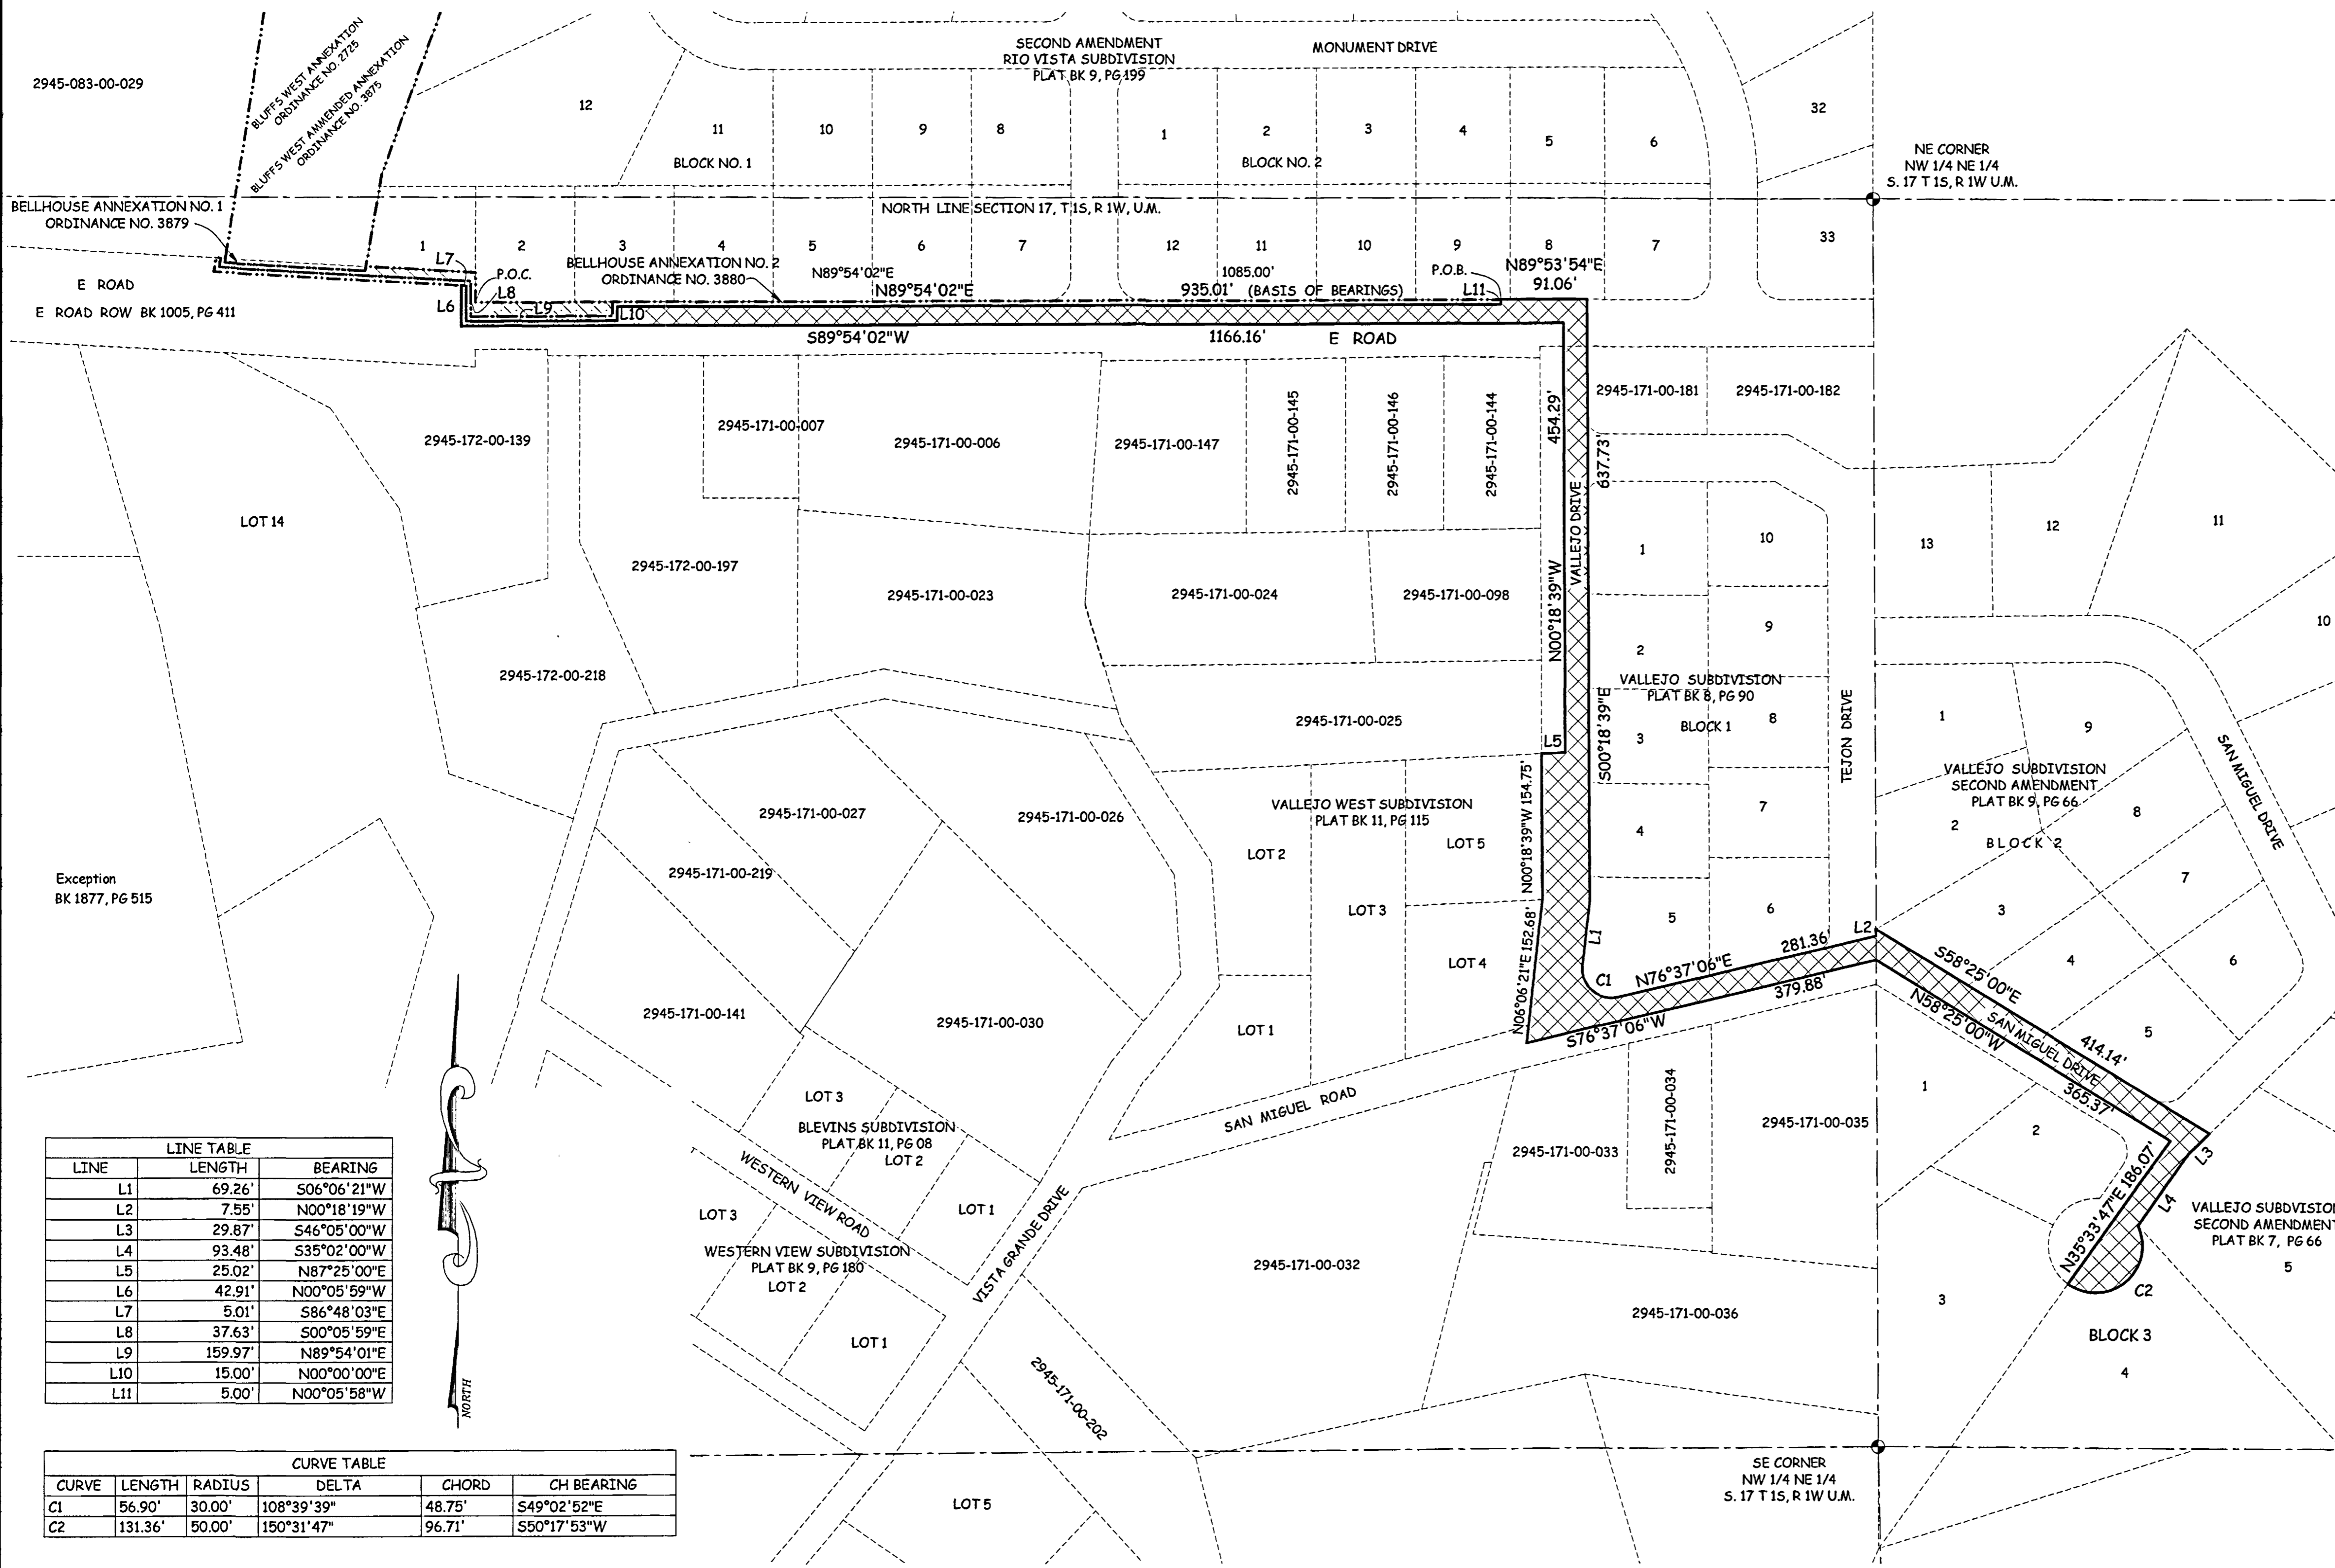 BLUFFS WEST ANNEXATION
ORDINANCE NO. 2725
BLUFFS WEST AMMENDED ANNEXATION
ORDINANCE NO. 3875
2945-083-00-029
SECOND AMENDMENT
RIO VISTA SUBDIVISION
PLAT BK 9, PG 199
MONUMENT DRIVE
12
11
10
9
8
1
2
3
4
5
6
32
BLOCK NO. 1
BLOCK NO. 2
NE CORNER
NW 1/4 NE 1/4
S. 17 T 1S, R 1W U.M.
BELLHOUSE ANNEXATION NO. 1
ORDINANCE NO. 3879
NORTH LINE SECTION 17, T 1S, R 1W, U.M.
1
2
3
4
5
6
7
12
11
10
9
8
7
33
L7
P.O.C.
L8
BELLHOUSE ANNEXATION NO. 2
ORDINANCE NO. 3880
N89°54'02"E
1085.00'
P.O.B.
N89°53'54"E
91.06'
E ROAD
E ROAD ROW BK 1005, PG 411
N89°54'02"E
935.01' (BASIS OF BEARINGS)
L11
L6
L9
L10
S89°54'02"W
1166.16'
E ROAD
2945-172-00-139
2945-171-00-007
2945-171-00-006
2945-171-00-147
2945-171-00-145
2945-171-00-146
2945-171-00-144
454.29'
637.73'
2945-171-00-181
2945-171-00-182
LOT 14
VALLEJO DRIVE
N00°18'39"W
S00°18'39"E
1
10
13
12
11
2945-172-00-197
2945-171-00-023
2945-171-00-024
2945-171-00-098
2
9
10
2945-172-00-218
VALLEJO SUBDIVISION
PLAT BK 8, PG 90
BLOCK 1
3
8
TEJON DRIVE
2945-171-00-025
L5
1
9
SAN MIGUEL DRIVE
VALLEJO SUBDIVISION
SECOND AMENDMENT
PLAT BK 9, PG 66
2
8
BLOCK 2
7
3
4
6
5
2945-171-00-027
2945-171-00-026
VALLEJO WEST SUBDIVISION
PLAT BK 11, PG 115
LOT 2
LOT 5
N00°18'39"W 154.75'
4
7
2945-171-00-219
Exception
BK 1877, PG 515
LOT 3
5
6
N06°06'21"E 152.68'
L1
L2
LOT 4
C1
N76°37'06"E
281.36'
379.88'
S76°37'06"W
S58°25'00"E
N58°25'00"W
SAN MIGUEL DRIVE
414.14'
365.37'
2945-171-00-141
2945-171-00-030
LOT 1
SAN MIGUEL ROAD
2945-171-00-034
2945-171-00-033
2945-171-00-035
1
2
N35°33'47"E 186.07'
L3
L4
C2
VALLEJO SUBDVISION
SECOND AMENDMENT
PLAT BK 7, PG 66
5
3
BLOCK 3
4
LOT 3
BLEVINS SUBDIVISION
PLAT BK 11, PG 08
LOT 2
LOT 1
WESTERN VIEW ROAD
LOT 3
WESTERN VIEW SUBDIVISION
PLAT BK 9, PG 180
LOT 2
LOT 1
VISTA GRANDE DRIVE
2945-171-00-032
2945-171-00-036
2945-171-00-202
LOT 5
SE CORNER
NW 1/4 NE 1/4
S. 17 T 1S, R 1W U.M.
NORTH
LINE TABLE
LINE LENGTH BEARING
L1 69.26' S06°06'21"W
L2 7.55' N00°18'19"W
L3 29.87' S46°05'00"W
L4 93.48' S35°02'00"W
L5 25.02' N87°25'00"E
L6 42.91' N00°05'59"W
L7 5.01' S86°48'03"E
L8 37.63' S00°05'59"E
L9 159.97' N89°54'01"E
L10 15.00' N00°00'00"E
L11 5.00' N00°05'58"W
CURVE TABLE
CURVE LENGTH RADIUS DELTA CHORD CH BEARING
C1 56.90' 30.00' 108°39'39" 48.75' S49°02'52"E
C2 131.36' 50.00' 150°31'47" 96.71' S50°17'53"W